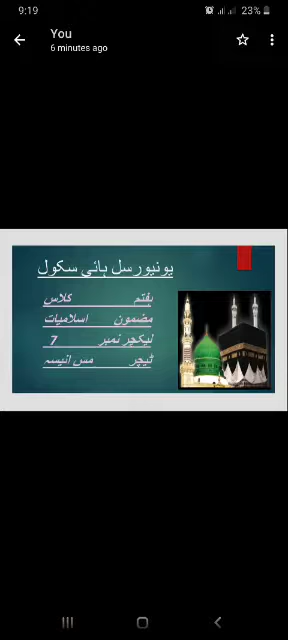 9:19 23%
You
6 minutes ago
یونیورسل ہائی سکول
ہفتم کلاس
مضمون اسلامیات
لیکچر نمبر 7
ٹیچر مس انیسہ